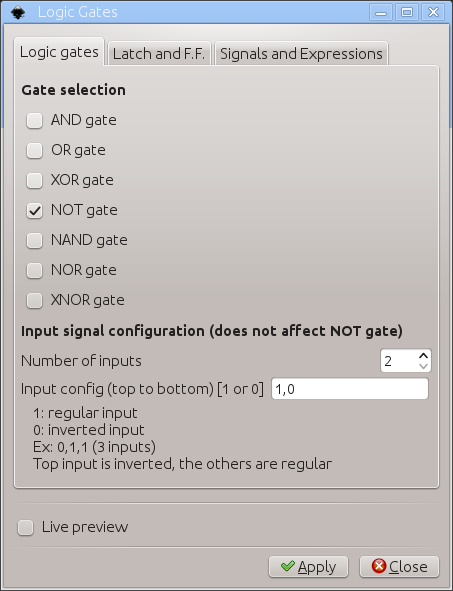 Logic Gates
Logic gates Latch and F.F. Signals and Expressions
Gate selection
AND gate
OR gate
XOR gate
NOT gate
NAND gate
NOR gate
XNOR gate
Input signal configuration (does not affect NOT gate)
Number of inputs 2
Input config (top to bottom) [1 or 0] 1,0
1: regular input
0: inverted input
Ex: 0,1,1 (3 inputs)
Top input is inverted, the others are regular
Live preview
Apply Close